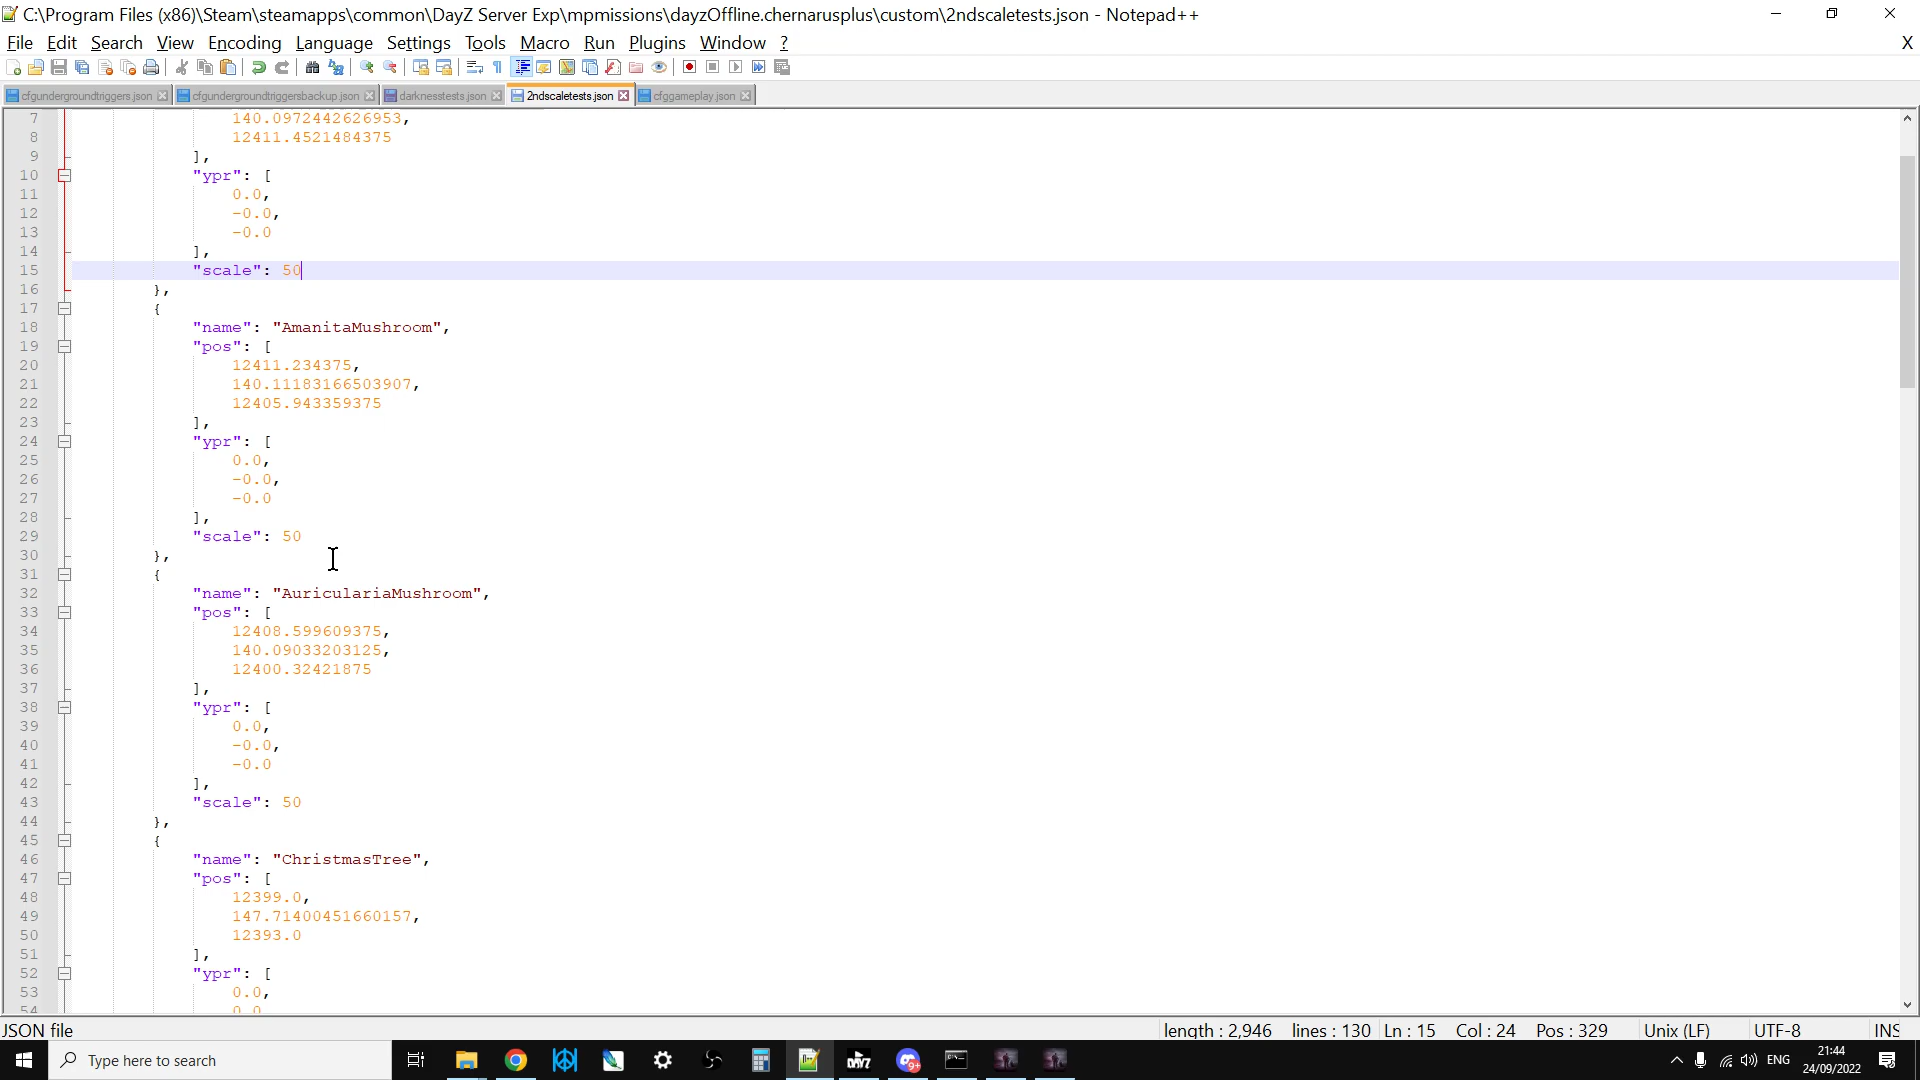 C:\Program Files (x86)\Steam\steamapps\common\DayZ Server Exp\mpmissions\dayzOffline.chernarusplus\custom\2ndscaletests.json - Notepad++
File Edit Search View Encoding Language Settings Tools Macro Run Plugins Window ? X
cfgundergroundtriggers.json cfgundergroundtriggersbackup.json darknesstests.json 2ndscaletests.json cfggameplay.json
7 140.0972442626953,
8 12411.4521484375
9 ],
10 "ypr": [
11 0.0,
12 -0.0,
13 -0.0
14 ],
15 "scale": 50
16 },
17 {
18 "name": "AmanitaMushroom",
19 "pos": [
20 12411.234375,
21 140.11183166503907,
22 12405.943359375
23 ],
24 "ypr": [
25 0.0,
26 -0.0,
27 -0.0
28 ],
29 "scale": 50
30 },
31 {
32 "name": "AuriculariaMushroom",
33 "pos": [
34 12408.599609375,
35 140.09033203125,
36 12400.32421875
37 ],
38 "ypr": [
39 0.0,
40 -0.0,
41 -0.0
42 ],
43 "scale": 50
44 },
45 {
46 "name": "ChristmasTree",
47 "pos": [
48 12399.0,
49 147.71400451660157,
50 12393.0
51 ],
52 "ypr": [
53 0.0,
54 0.0
JSON file length : 2,946 lines : 130 Ln : 15 Col : 24 Pos : 329 Unix (LF) UTF-8 INS
Type here to search DAYZ ENG 21:44
24/09/2022